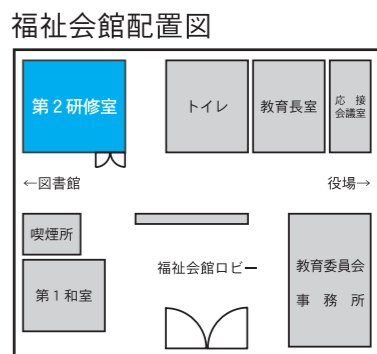 福祉会館配置図
第2研修室
トイレ
教育長室
応接
会議室
←図書館
役場→
喫煙所
第1和室
福祉会館ロビー
教育委員会
事務所